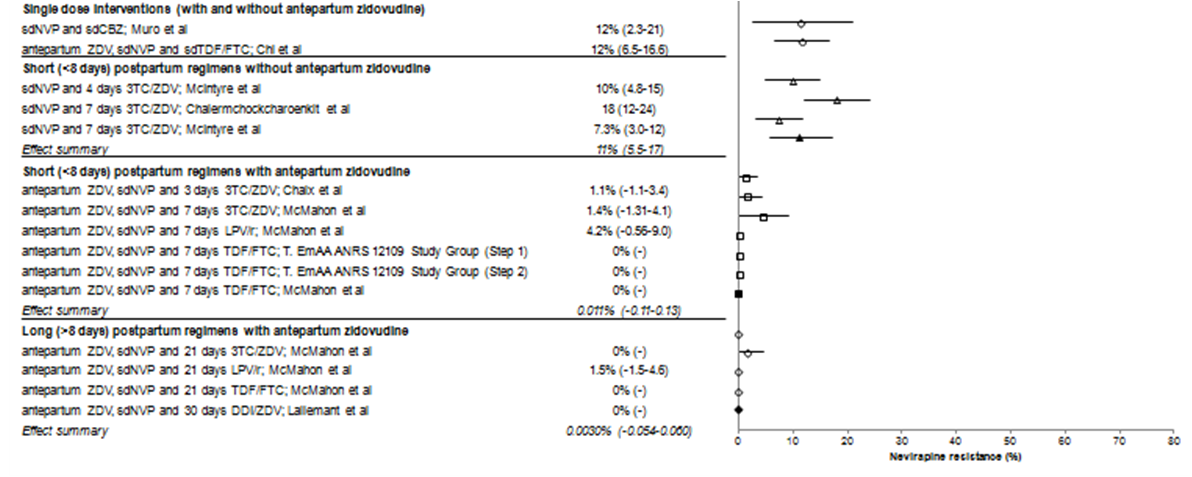 Single dose interventions (with and without antepartum zidovudine)
sdNVP and sdCBZ; Muro et al 12% (2.3-21)
antepartum ZDV, sdNVP and sdTDF/FTC; Chi et al 12% (6.5-16.6)
Short (<8 days) postpartum regimens without antepartum zidovudine
sdNVP and 4 days 3TC/ZDV; McIntyre et al 10% (4.8-15)
sdNVP and 7 days 3TC/ZDV; Chalermchockcharoenkit et al 18 (12-24)
sdNVP and 7 days 3TC/ZDV; McIntyre et al 7.3% (3.0-12)
Effect summary 11% (5.5-17)
Short (<8 days) postpartum regimens with antepartum zidovudine
antepartum ZDV, sdNVP and 3 days 3TC/ZDV; Chaix et al 1.1% (-1.1-3.4)
antepartum ZDV, sdNVP and 7 days 3TC/ZDV; McMahon et al 1.4% (-1.31-4.1)
antepartum ZDV, sdNVP and 7 days LPV/r; McMahon et al 4.2% (-0.56-9.0)
antepartum ZDV, sdNVP and 7 days TDF/FTC; T. EmAA ANRS 12109 Study Group (Step 1) 0% (-)
antepartum ZDV, sdNVP and 7 days TDF/FTC; T. EmAA ANRS 12109 Study Group (Step 2) 0% (-)
antepartum ZDV, sdNVP and 7 days TDF/FTC; McMahon et al 0% (-)
Effect summary 0.011% (-0.11-0.13)
Long (>8 days) postpartum regimens with antepartum zidovudine
antepartum ZDV, sdNVP and 21 days 3TC/ZDV; McMahon et al 0% (-)
antepartum ZDV, sdNVP and 21 days LPV/r; McMahon et al 1.5% (-1.5-4.6)
antepartum ZDV, sdNVP and 21 days TDF/FTC; McMahon et al 0% (-)
antepartum ZDV, sdNVP and 30 days DDI/ZDV; Lallemant et al 0% (-)
Effect summary 0.0030% (-0.054-0.060)
0 10 20 30 40 50 60 70 80
Nevirapine resistance (%)